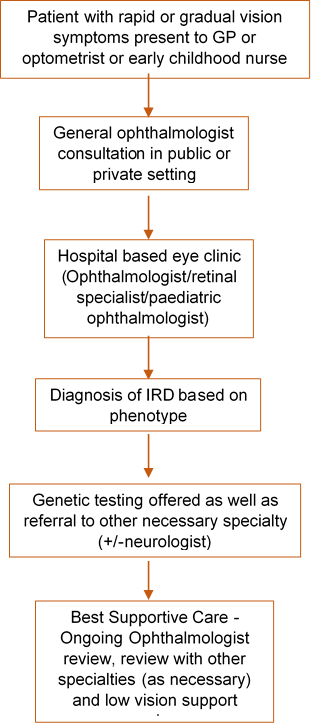 Patient with rapid or gradual vision
symptoms present to GP or
optometrist or early childhood nurse
General ophthalmologist
consultation in public or
private setting
Hospital based eye clinic
(Ophthalmologist/retinal
specialist/paediatric
ophthalmologist)
Diagnosis of IRD based on
phenotype
Genetic testing offered as well as
referral to other necessary specialty
(+/-neurologist)
Best Supportive Care -
Ongoing Ophthalmologist
review, review with other
specialties (as necessary)
and low vision support